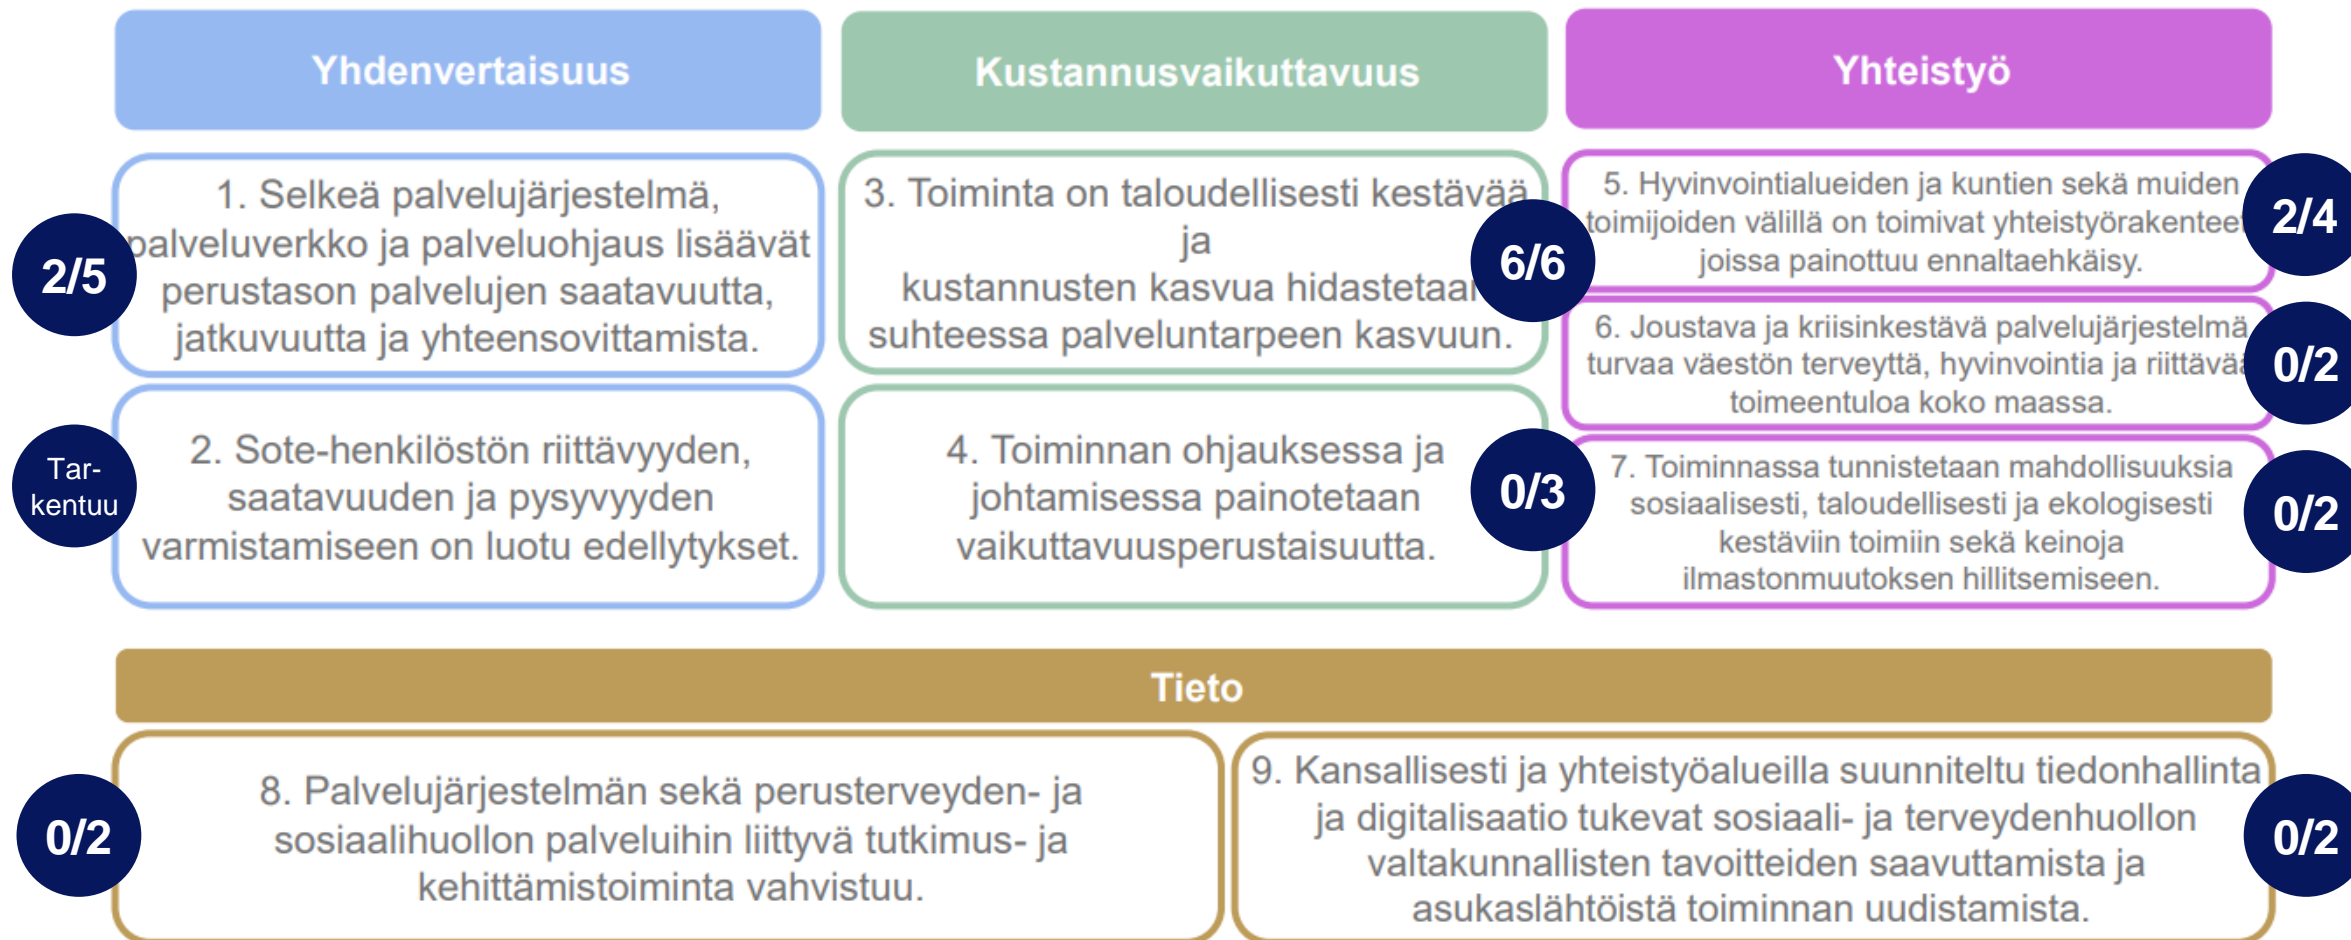 Yhdenvertaisuus
1. Selkeä palvelujärjestelmä,
palveluverkko ja palveluohjaus lisäävät
perustason palvelujen saatavuutta,
jatkuvuutta ja yhteensovittamista.
2/5
2. Sote-henkilöstön riittävyyden,
saatavuuden ja pysyvyyden
varmistamiseen on luotu edellytykset.
Tar-
kentuu
Kustannusvaikuttavuus
3. Toiminta on taloudellisesti kestävää
ja
kustannusten kasvua hidastetaan
suhteessa palveluntarpeen kasvuun.
6/6
4. Toiminnan ohjauksessa ja
johtamisessa painotetaan
vaikuttavuusperustaisuutta.
0/3
Yhteistyö
5. Hyvinvointialueiden ja kuntien sekä muiden
toimijoiden välillä on toimivat yhteistyörakenteet
joissa painottuu ennaltaehkäisy.
2/4
6. Joustava ja kriisinkestävä palvelujärjestelmä
turvaa väestön terveyttä, hyvinvointia ja riittävää
toimeentuloa koko maassa.
0/2
7. Toiminnassa tunnistetaan mahdollisuuksia
sosiaalisesti, taloudellisesti ja ekologisesti
kestäviin toimiin sekä keinoja
ilmastonmuutoksen hillitsemiseen.
0/2
Tieto
8. Palvelujärjestelmän sekä perusterveyden- ja
sosiaalihuollon palveluihin liittyvä tutkimus- ja
kehittämistoiminta vahvistuu.
0/2
9. Kansallisesti ja yhteistyöalueilla suunniteltu tiedonhallinta
ja digitalisaatio tukevat sosiaali- ja terveydenhuollon
valtakunnallisten tavoitteiden saavuttamista ja
asukaslähtöistä toiminnan uudistamista.
0/2